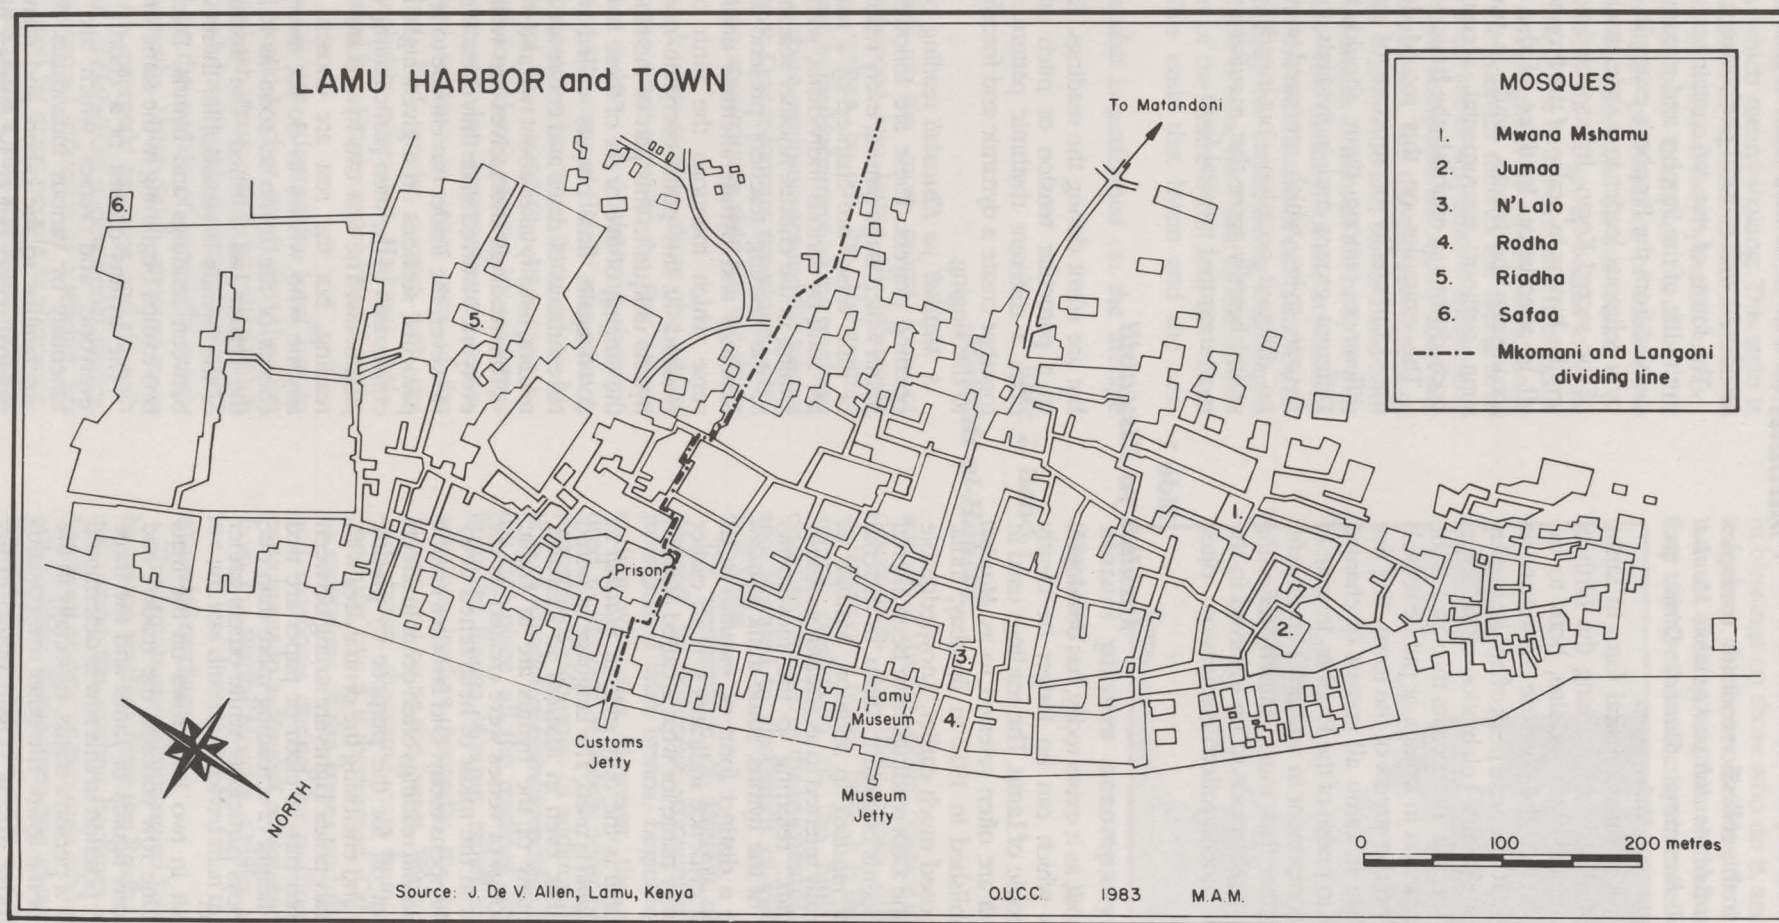 LAMU HARBOR and TOWN
To Matandoni
MOSQUES
1. Mwana Mshamu
2. Jumaa
3. N'Lalo
4. Rodha
5. Riadha
6. Safaa
Mkomani and Langoni
dividing line
6.
5.
1.
Prison
2.
3.
Lamu
Museum
4.
Customs
Jetty
Museum
Jetty
NORTH
0 100 200 metres
Source: J. De V. Allen, Lamu, Kenya
O.U.C.C. 1983 M.A.M.